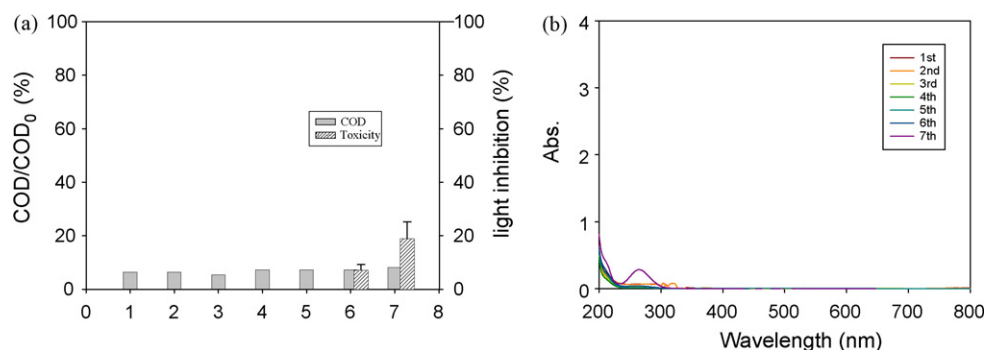 (a)
100
80
60
40
20
0
COD/COD0 (%)
COD
Toxicity
0 1 2 3 4 5 6 7 8
100
80
60
40
20
0
light inhibition (%)
(b)
4
3
2
1
0
Abs.
1st
2nd
3rd
4th
5th
6th
7th
200 300 400 500 600 700 800
Wavelength (nm)